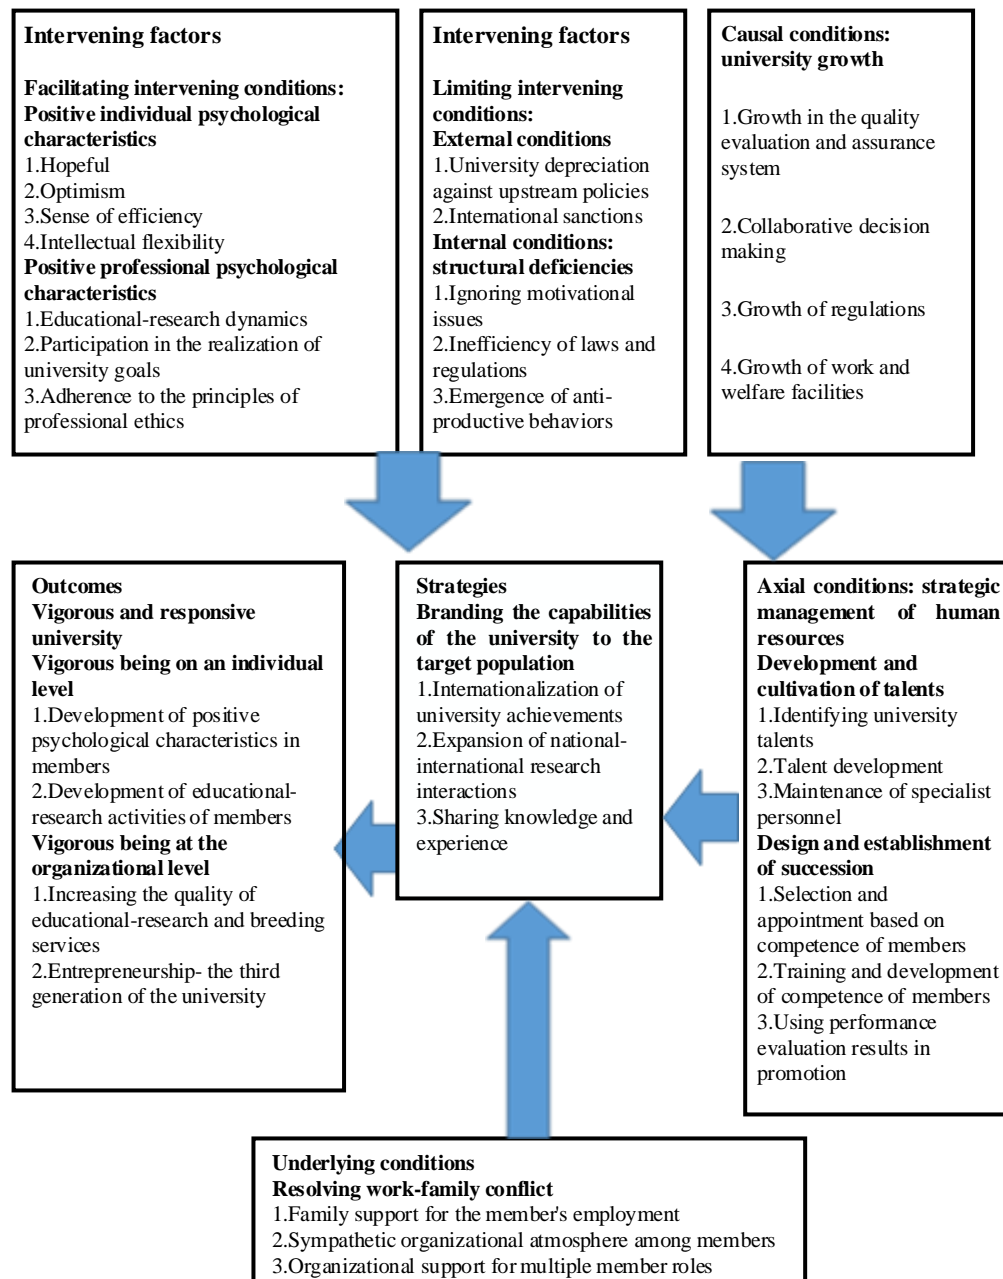 Intervening factors
Facilitating intervening conditions:
Positive individual psychological
characteristics
1.Hopeful
2.Optimism
3.Sense of efficiency
4.Intellectual flexibility
Positive professional psychological
characteristics
1.Educational-research dynamics
2.Participation in the realization of
university goals
3.Adherence to the principles of
professional ethics
Intervening factors
Limiting intervening
conditions:
External conditions
1.University depreciation
against upstream policies
2.International sanctions
Internal conditions:
structural deficiencies
1.Ignoring motivational
issues
2.Inefficiency of laws and
regulations
3.Emergence of anti-
productive behaviors
Causal conditions:
university growth
1.Growth in the quality
evaluation and assurance
system
2.Collaborative decision
making
3.Growth of regulations
4.Growth of work and
welfare facilities
Outcomes
Vigorous and responsive
university
Vigorous being on an individual
level
1.Development of positive
psychological characteristics in
members
2.Development of educational-
research activities of members
Vigorous being at the
organizational level
1.Increasing the quality of
educational-research and breeding
services
2.Entrepreneurship- the third
generation of the university
Strategies
Branding the capabilities
of the university to the
target population
1.Internationalization of
university achievements
2.Expansion of national-
international research
interactions
3.Sharing knowledge and
experience
Axial conditions: strategic
management of human
resources
Development and
cultivation of talents
1.Identifying university
talents
2.Talent development
3.Maintenance of specialist
personnel
Design and establishment
of succession
1.Selection and
appointment based on
competence of members
2.Training and development
of competence of members
3.Using performance
evaluation results in
promotion
Underlying conditions
Resolving work-family conflict
1.Family support for the member's employment
2.Sympathetic organizational atmosphere among members
3.Organizational support for multiple member roles